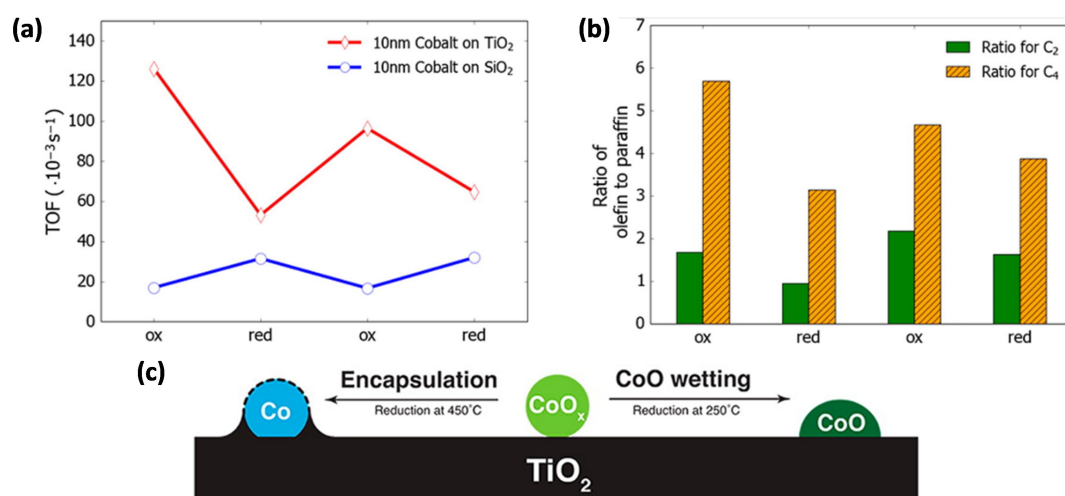 (a)
140
120
100
80
60
40
20
0
TOF ( ·10⁻³s⁻¹)
10nm Cobalt on TiO₂
10nm Cobalt on SiO₂
ox red ox red
(b)
7
6
5
4
3
2
1
0
Ratio of
olefin to paraffin
Ratio for C₂
Ratio for C₄
ox red ox red
(c)
Encapsulation
Reduction at 450°C
CoO wetting
Reduction at 250°C
Co
CoOₓ
CoO
TiO₂